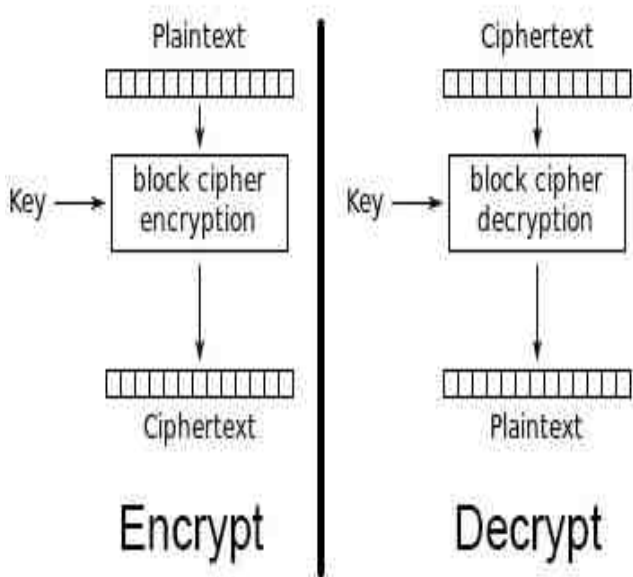 Plaintext
Key
block cipher
encryption
Ciphertext
Encrypt
Ciphertext
Key
block cipher
decryption
Plaintext
Decrypt